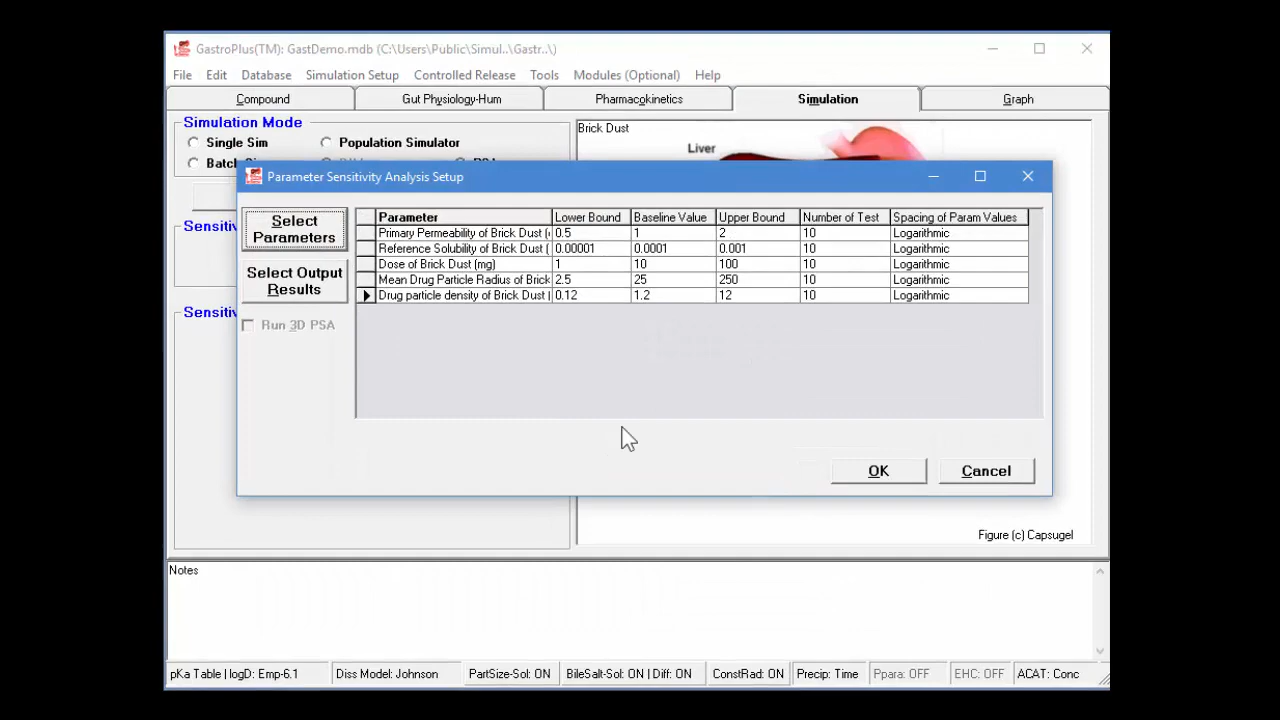 GastroPlus(TM): GastDemo.mdb (C:\Users\Public\Simul..\Gastr..\)
File Edit Database Simulation Setup Controlled Release Tools Modules (Optional) Help
Compound Gut Physiology-Hum Pharmacokinetics Simulation Graph
Simulation Mode
Single Sim Population Simulator
Brick Dust
Liver
Parameter Sensitivity Analysis Setup
Select Parameters
Select Output Results
Run 3D PSA
Parameter Lower Bound Baseline Value Upper Bound Number of Test Spacing of Param Values
Primary Permeability of Brick Dust ( 0.5 1 2 10 Logarithmic
Reference Solubility of Brick Dust ( 0.00001 0.0001 0.001 10 Logarithmic
Dose of Brick Dust (mg) 1 10 100 10 Logarithmic
Mean Drug Particle Radius of Brick 2.5 25 250 10 Logarithmic
Drug particle density of Brick Dust 0.12 1.2 12 10 Logarithmic
OK Cancel
Figure (c) Capsugel
Notes
pKa Table | logD: Emp-6.1 Diss Model: Johnson PartSize-Sol: ON BileSalt-Sol: ON | Diff: ON ConstRad: ON Precip: Time Ppara: OFF EHC: OFF ACAT: Conc